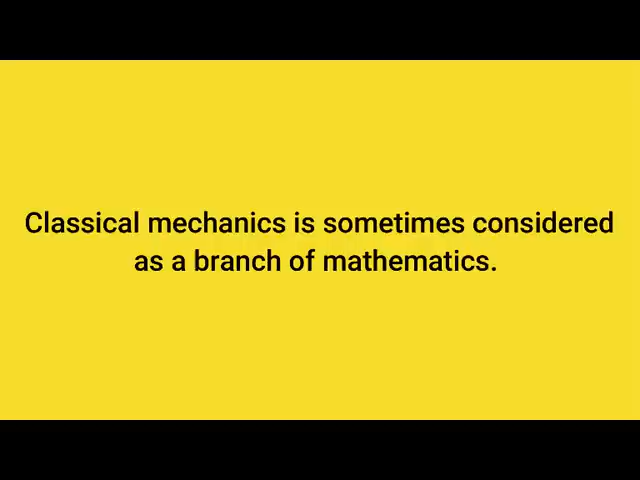 Classical mechanics is sometimes considered
as a branch of mathematics.